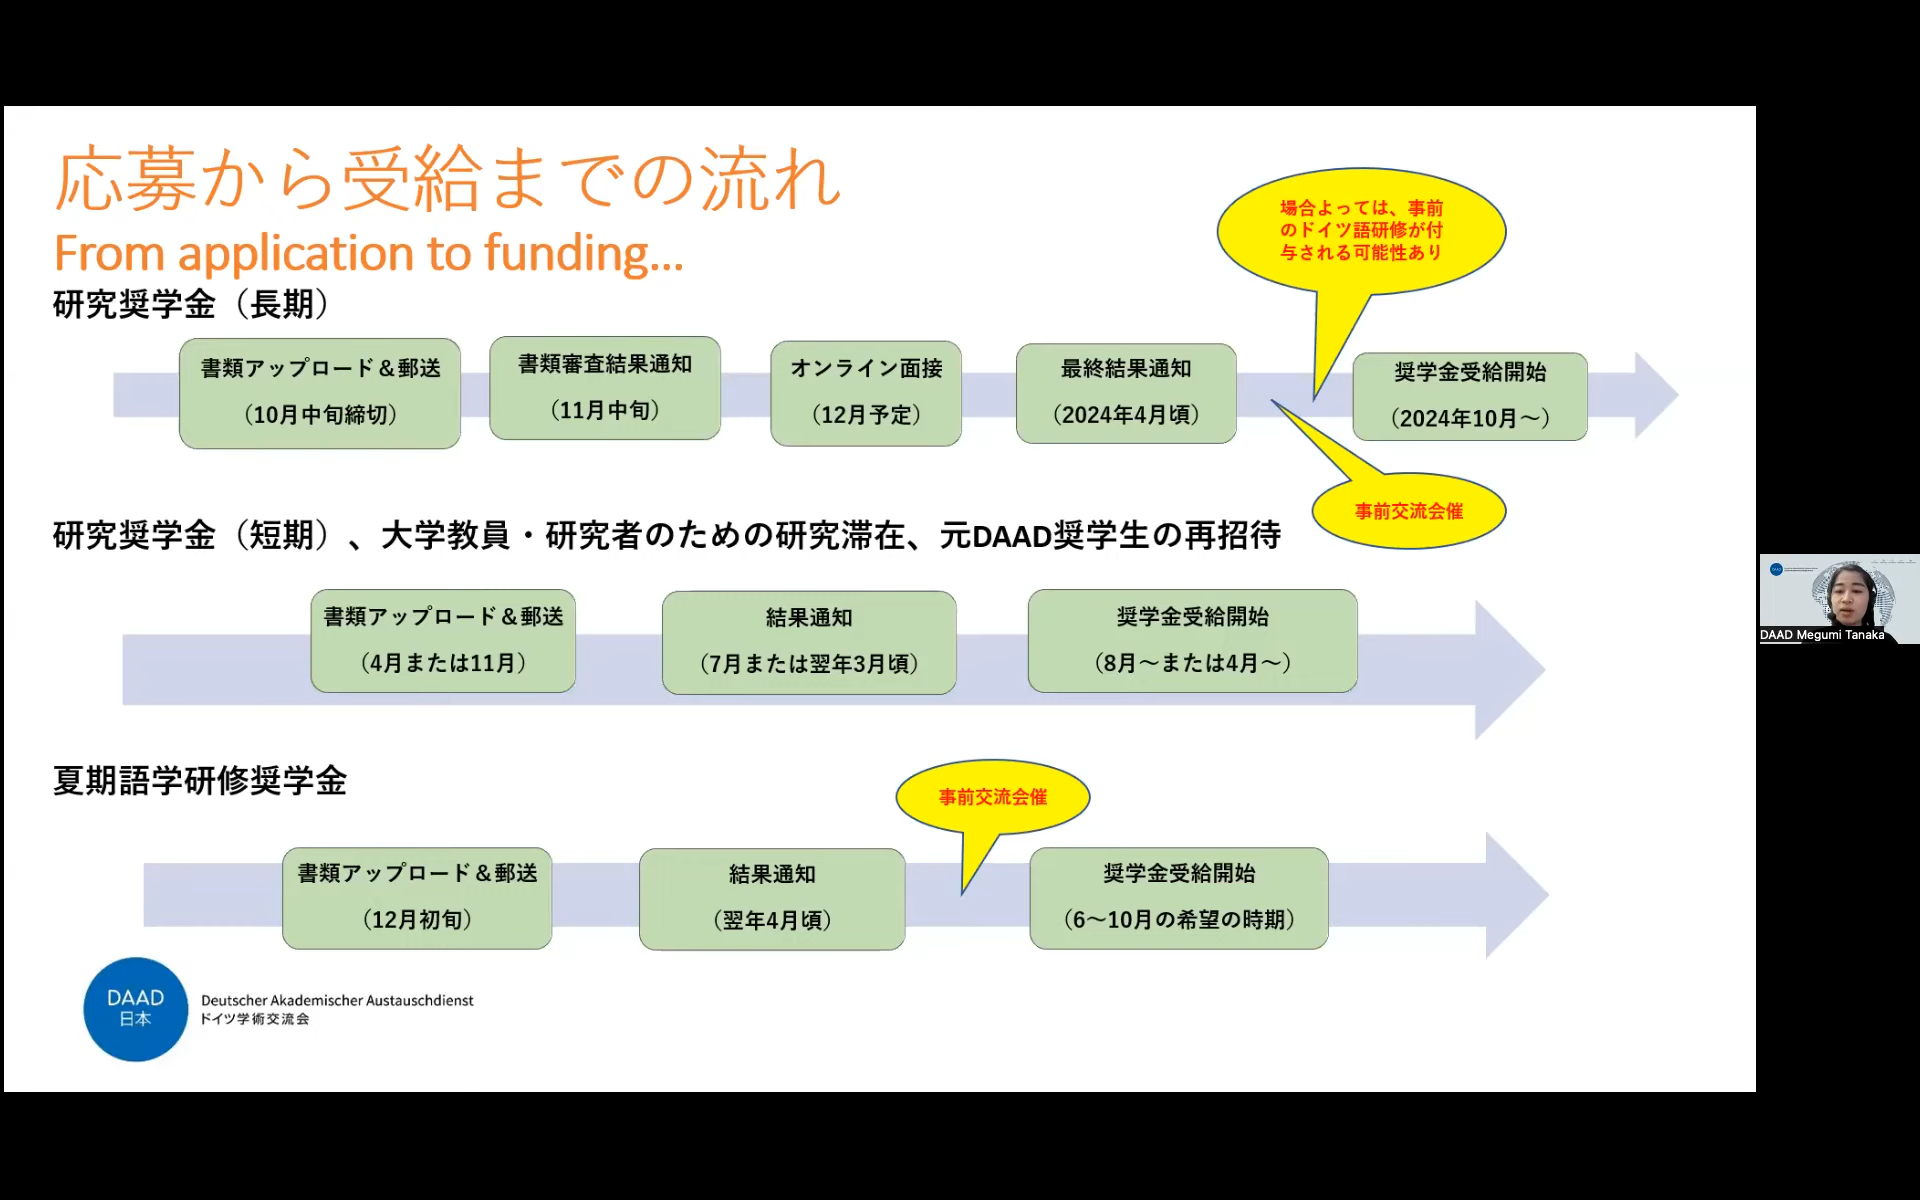 応募から受給までの流れ
From application to funding...
場合よっては、事前
のドイツ語研修が付
与される可能性あり
研究奨学金（長期）
書類アップロード＆郵送
（10月中旬締切）
書類審査結果通知
（11月中旬）
オンライン面接
（12月予定）
最終結果通知
（2024年4月頃）
奨学金受給開始
（2024年10月～）
事前交流会催
研究奨学金（短期）、大学教員・研究者のための研究滞在、元DAAD奨学生の再招待
書類アップロード＆郵送
（4月または11月）
結果通知
（7月または翌年3月頃）
奨学金受給開始
（8月～または4月～）
夏期語学研修奨学金
事前交流会催
書類アップロード＆郵送
（12月初旬）
結果通知
（翌年4月頃）
奨学金受給開始
（6～10月の希望の時期）
DAAD
日本
Deutscher Akademischer Austauschdienst
ドイツ学術交流会
DAAD Megumi Tanaka